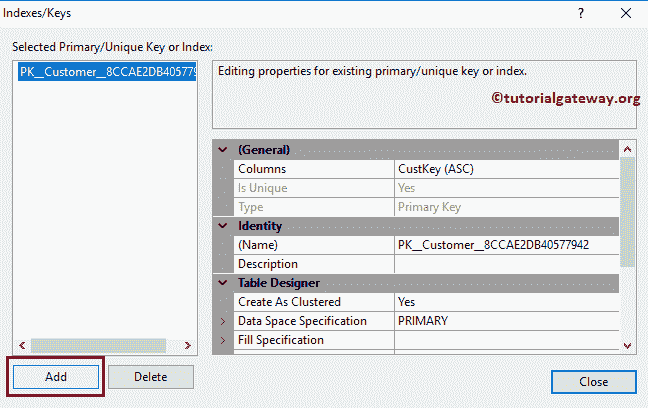 Indexes/Keys
Selected Primary/Unique Key or Index:
PK__Customer__8CCAE2DB405779
Editing properties for existing primary/unique key or index.
©tutorialgateway.org
(General)
Columns CustKey (ASC)
Is Unique Yes
Type Primary Key
Identity
(Name) PK__Customer__8CCAE2DB40577942
Description
Table Designer
Create As Clustered Yes
Data Space Specification PRIMARY
Fill Specification
Add Delete
Close